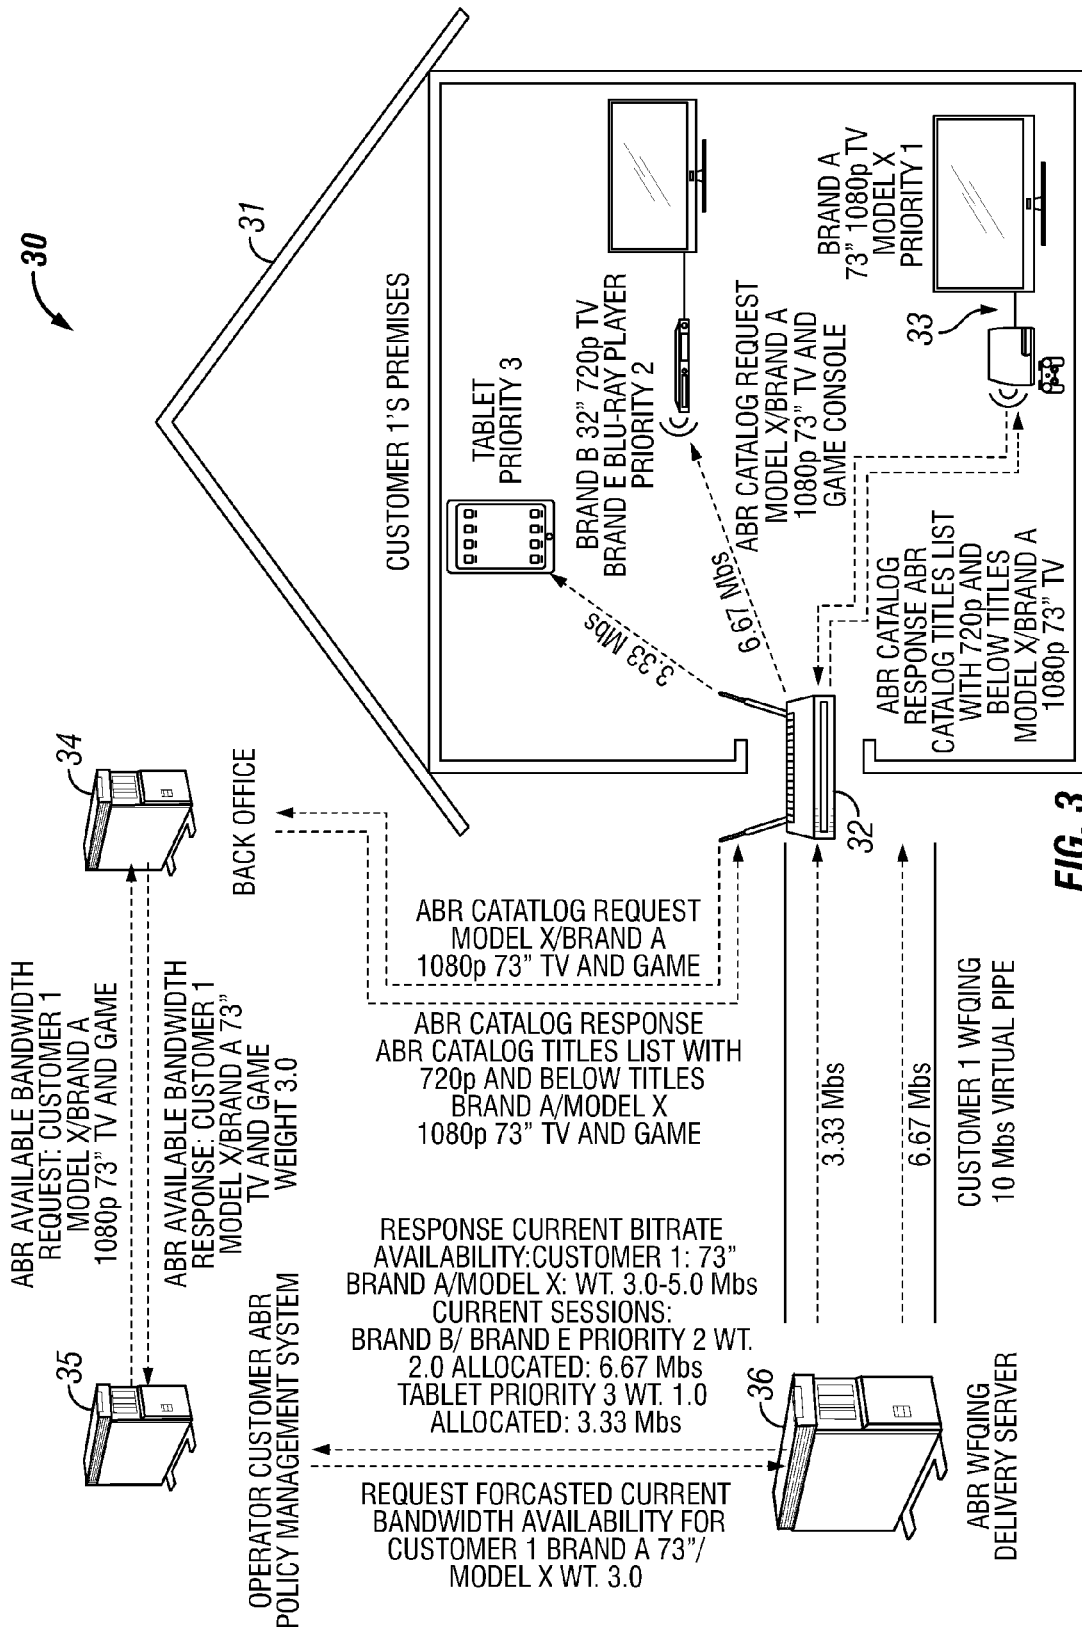 30
31
CUSTOMER 1'S PREMISES
TABLET
PRIORITY 3
BRAND B 32" 720p TV
BRAND E BLU-RAY PLAYER
PRIORITY 2
ABR CATALOG REQUEST
MODEL X/BRAND A
1080p 73" TV AND
GAME CONSOLE
BRAND A
73" 1080p TV
MODEL X
PRIORITY 1
33
3.33 Mbs
6.67 Mbs
ABR CATALOG
RESPONSE ABR
CATALOG TITLES LIST
WITH 720p AND
BELOW TITLES
MODEL X/BRAND A
1080p 73" TV
32
34
BACK OFFICE
ABR AVAILABLE BANDWIDTH
REQUEST: CUSTOMER 1
MODEL X/BRAND A
1080p 73" TV AND GAME
ABR AVAILABLE BANDWIDTH
RESPONSE: CUSTOMER 1
MODEL X/BRAND A 73"
TV AND GAME
WEIGHT 3.0
ABR CATATLOG REQUEST
MODEL X/BRAND A
1080p 73" TV AND GAME
ABR CATALOG RESPONSE
ABR CATALOG TITLES LIST WITH
720p AND BELOW TITLES
BRAND A/MODEL X
1080p 73" TV AND GAME
35
OPERATOR CUSTOMER ABR
POLICY MANAGEMENT SYSTEM
RESPONSE CURRENT BITRATE
AVAILABILITY:CUSTOMER 1: 73"
BRAND A/MODEL X: WT. 3.0-5.0 Mbs
CURRENT SESSIONS:
BRAND B/ BRAND E PRIORITY 2 WT.
2.0 ALLOCATED: 6.67 Mbs
TABLET PRIORITY 3 WT. 1.0
ALLOCATED: 3.33 Mbs
REQUEST FORCASTED CURRENT
BANDWIDTH AVAILABILITY FOR
CUSTOMER 1 BRAND A 73"/
MODEL X WT. 3.0
36
ABR WFQING
DELIVERY SERVER
3.33 Mbs
6.67 Mbs
CUSTOMER 1 WFQING
10 Mbs VIRTUAL PIPE
FIG. 3